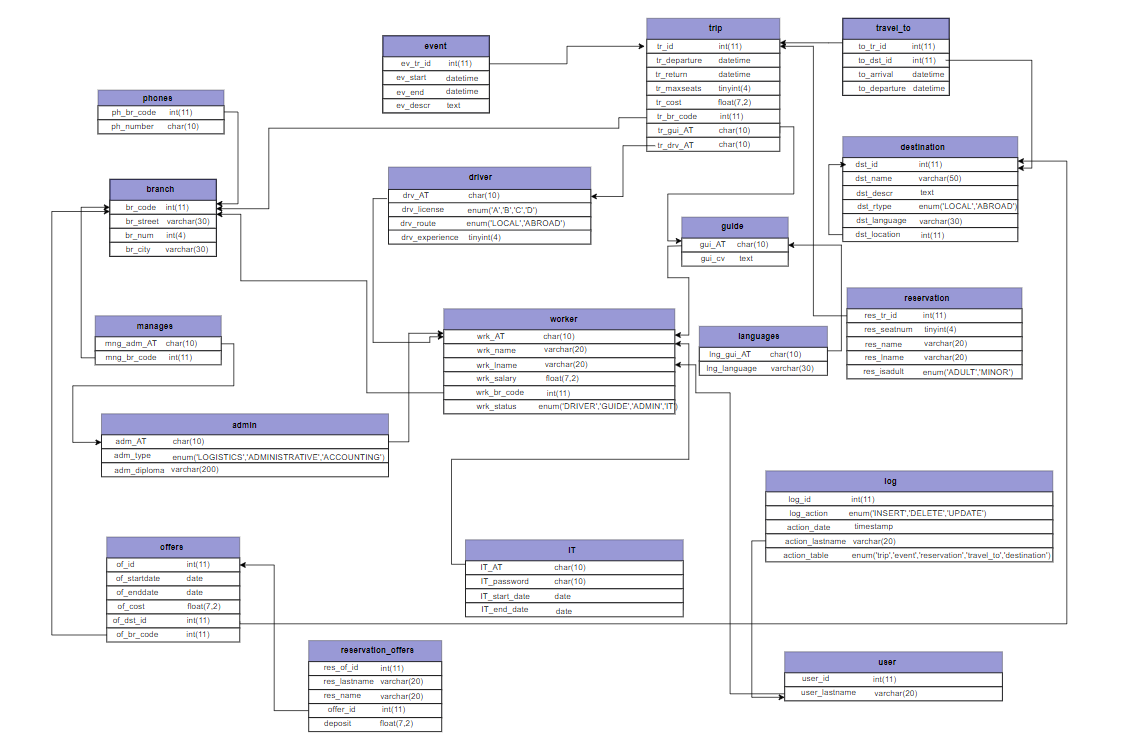 event
ev_tr_id int(11)
ev_start datetime
ev_end datetime
ev_descr text
trip
tr_id int(11)
tr_departure datetime
tr_return datetime
tr_maxseats tinyint(4)
tr_cost float(7,2)
tr_br_code int(11)
tr_gui_AT char(10)
tr_drv_AT char(10)
travel_to
to_tr_id int(11)
to_dst_id int(11)
to_arrival datetime
to_departure datetime
phones
ph_br_code int(11)
ph_number char(10)
branch
br_code int(11)
br_street varchar(30)
br_num int(4)
br_city varchar(30)
driver
drv_AT char(10)
drv_license enum('A','B','C','D')
drv_route enum('LOCAL','ABROAD')
drv_experience tinyint(4)
destination
dst_id int(11)
dst_name varchar(50)
dst_descr text
dst_rtype enum('LOCAL','ABROAD')
dst_language varchar(30)
dst_location int(11)
guide
gui_AT char(10)
gui_cv text
manages
mng_adm_AT char(10)
mng_br_code int(11)
worker
wrk_AT char(10)
wrk_name varchar(20)
wrk_lname varchar(20)
wrk_salary float(7,2)
wrk_br_code int(11)
wrk_status enum('DRIVER','GUIDE','ADMIN','IT')
languages
lng_gui_AT char(10)
lng_language varchar(30)
reservation
res_tr_id int(11)
res_seatnum tinyint(4)
res_name varchar(20)
res_lname varchar(20)
res_isadult enum('ADULT','MINOR')
admin
adm_AT char(10)
adm_type enum('LOGISTICS','ADMINISTRATIVE','ACCOUNTING')
adm_diploma varchar(200)
log
log_id int(11)
log_action enum('INSERT','DELETE','UPDATE')
action_date timestamp
action_lastname varchar(20)
action_table enum('trip','event','reservation','travel_to','destination')
offers
of_id int(11)
of_startdate date
of_enddate date
of_cost float(7,2)
of_dst_id int(11)
of_br_code int(11)
IT
IT_AT char(10)
IT_password char(10)
IT_start_date date
IT_end_date date
reservation_offers
res_of_id int(11)
res_lastname varchar(20)
res_name varchar(20)
offer_id int(11)
deposit float(7,2)
user
user_id int(11)
user_lastname varchar(20)